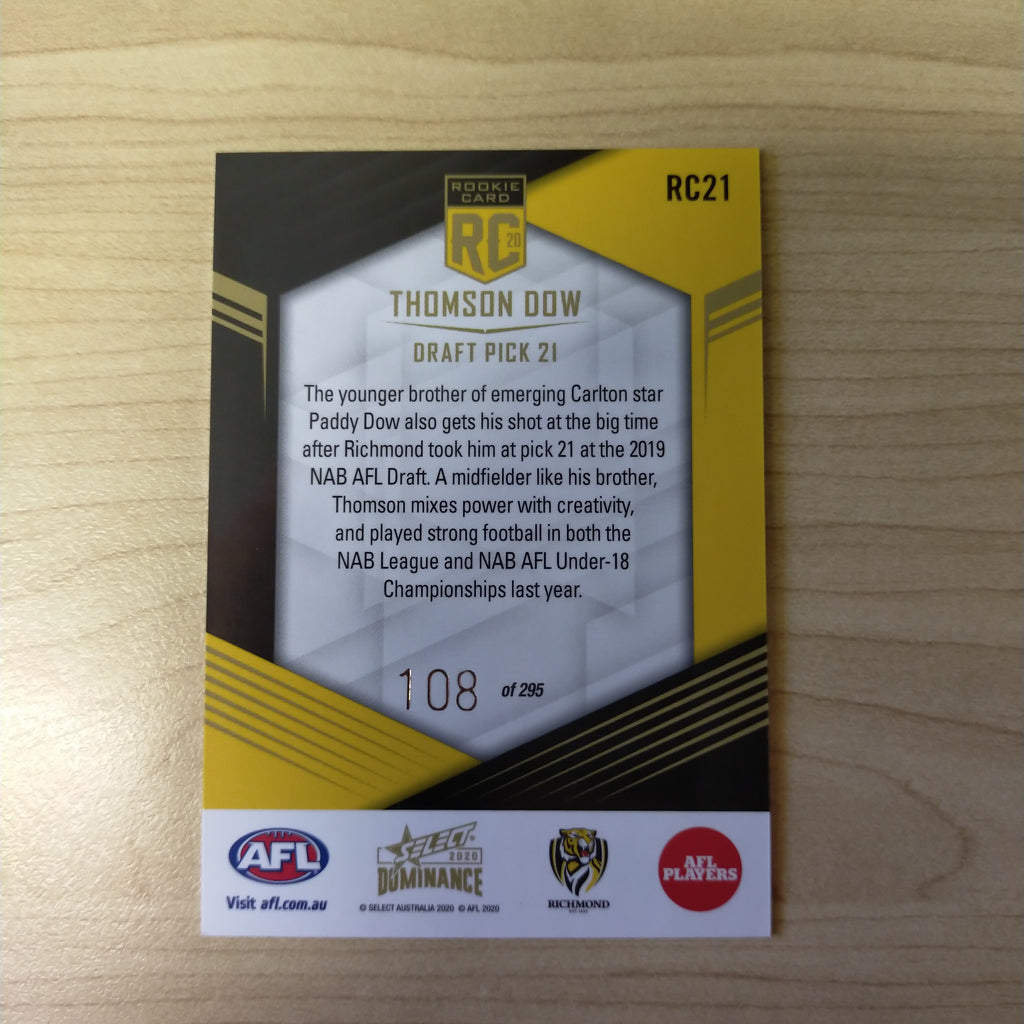 ROOKIE
CARD
RC
20
RC21
THOMSON DOW
DRAFT PICK 21
The younger brother of emerging Carlton star
Paddy Dow also gets his shot at the big time
after Richmond took him at pick 21 at the 2019
NAB AFL Draft. A midfielder like his brother,
Thomson mixes power with creativity,
and played strong football in both the
NAB League and NAB AFL Under-18
Championships last year.
108 of 295
AFL
Visit afl.com.au
SELECT
2020
DOMINANCE
© SELECT AUSTRALIA 2020 © AFL 2020
RICHMOND
AFL
PLAYERS